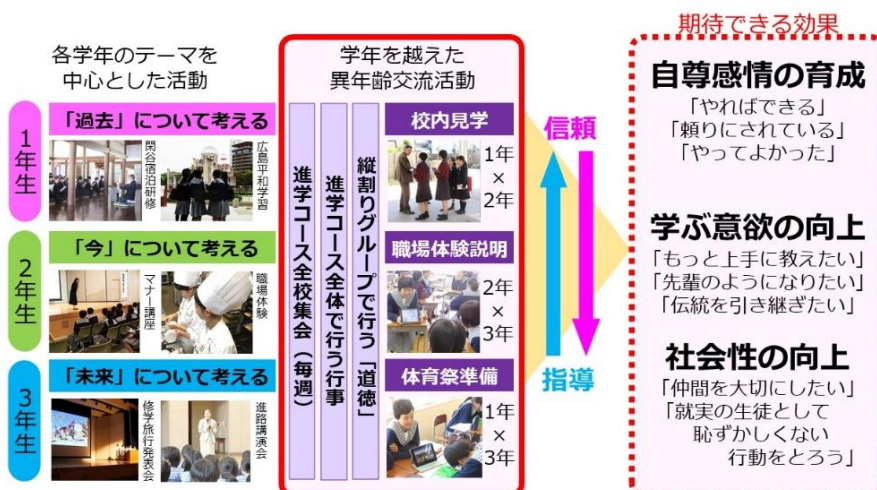 各学年のテーマを
中心とした活動
1年生
「過去」について考える
閑谷宿泊研修
広島平和学習
2年生
「今」について考える
マナー講座
職場体験
3年生
「未来」について考える
修学旅行発表会
進路講演会
学年を越えた
異年齢交流活動
進学コース全校集会(毎週)
進学コース全体で行う行事
縦割りグループで行う「道徳」
校内見学
1年
×
2年
職場体験説明
2年
×
3年
体育祭準備
1年
×
3年
信頼
指導
期待できる効果
自尊感情の育成
「やればできる」
「頼りにされている」
「やってよかった」
学ぶ意欲の向上
「もっと上手に教えたい」
「先輩のようになりたい」
「伝統を引き継ぎたい」
社会性の向上
「仲間を大切にしたい」
「就実の生徒として
恥ずかしくない
行動をとろう」